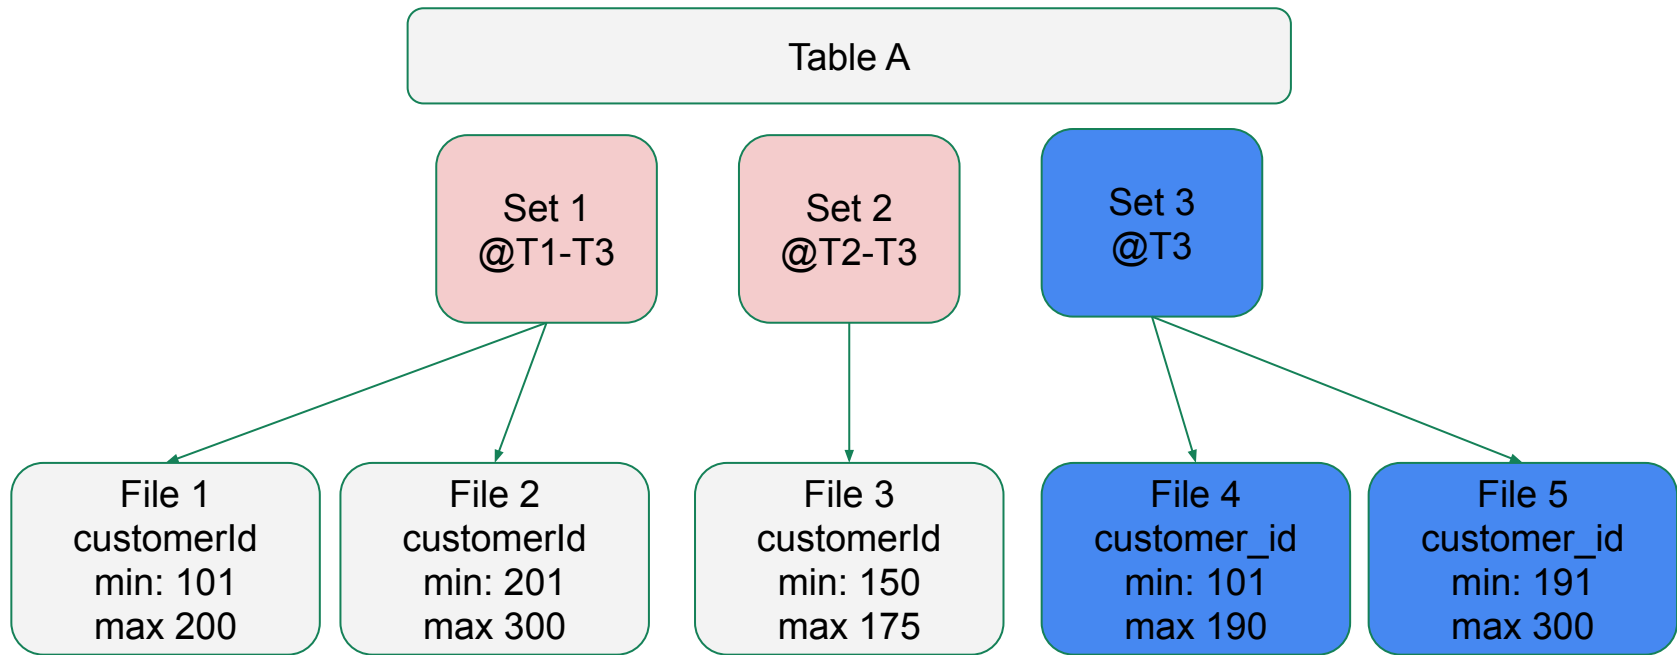 Table A
Set 1
@T1-T3
Set 2
@T2-T3
Set 3
@T3
File 1
customerId
min: 101
max 200
File 2
customerId
min: 201
max 300
File 3
customerId
min: 150
max 175
File 4
customer_id
min: 101
max 190
File 5
customer_id
min: 191
max 300